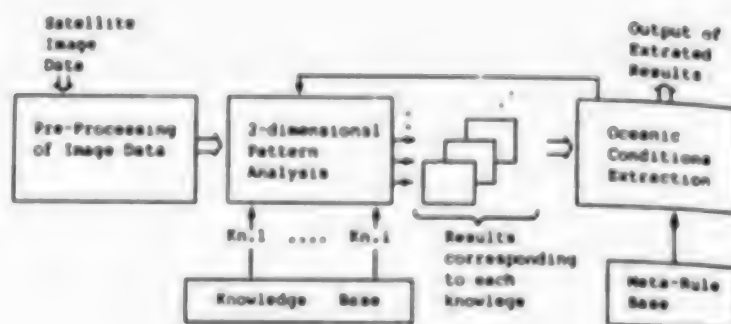 Satellite
Image
Data
Output of
Extrated
Results
Pre-Processing
of Image Data
2-dimensional
Pattern
Analysis
Oceanic
Conditions
Extraction
Kn.1 .... Kn.i
Results
corresponding
to each
knowlege
Knowledge Base
Meta-Rule
Base